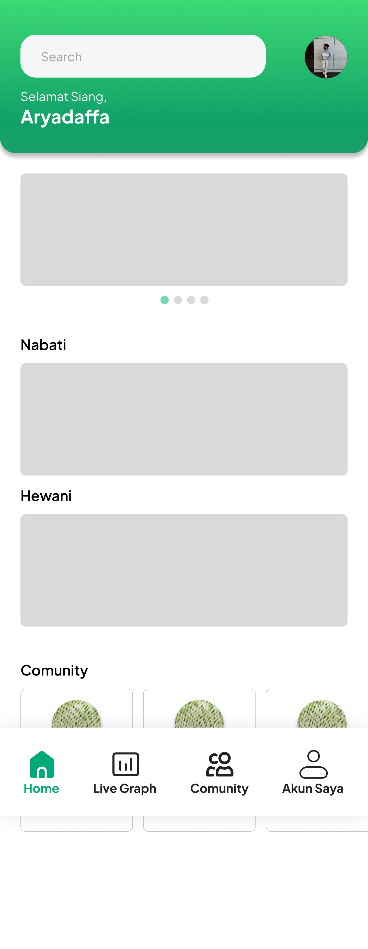 Search
Selamat Siang,
Aryadaffa
Nabati
Hewani
Comunity
Home
Live Graph
Comunity
Akun Saya